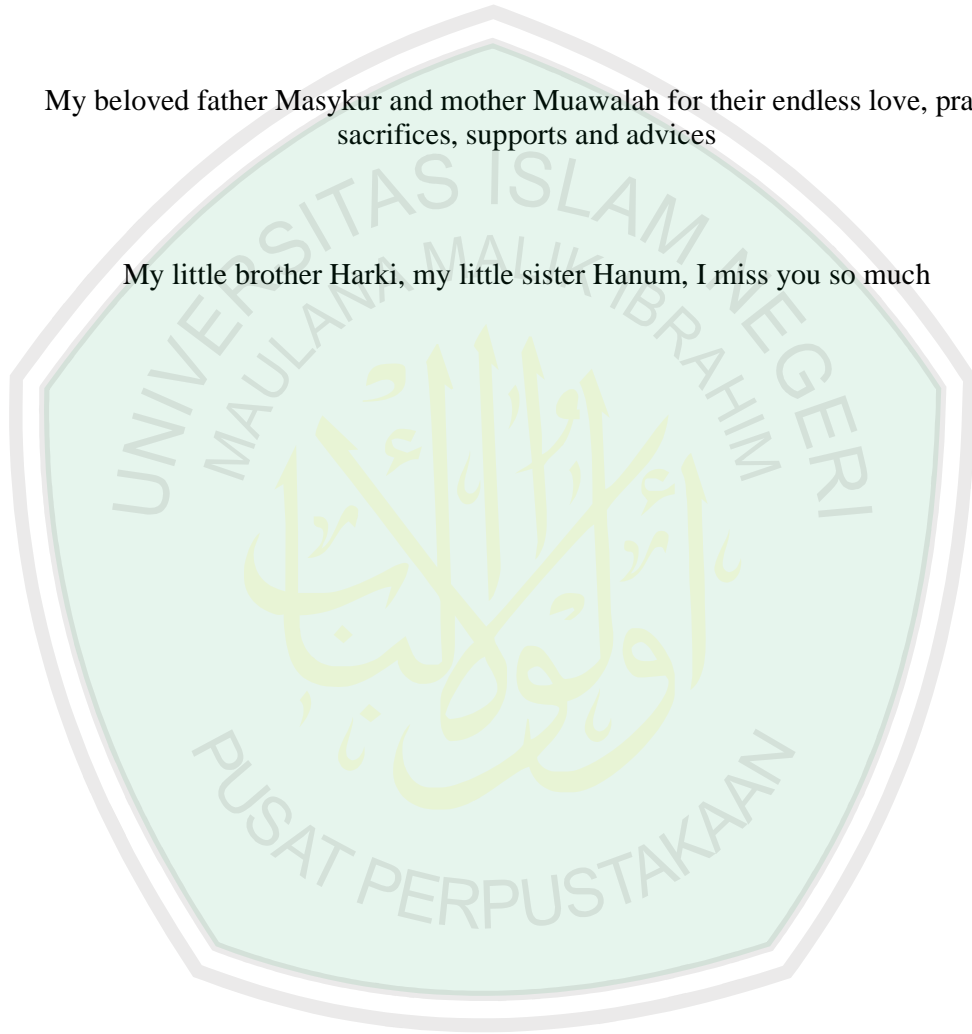 My beloved father Masykur and mother Muawalah for their endless love,
sacrifices, supports and advices
UNIVERSITAS ISLAM NEGERI
MAULANA MALIK IBRAHIM
My little brother Harki, my little sister Hanum, I miss you so much
PUSAT PERPUSTAKAAN